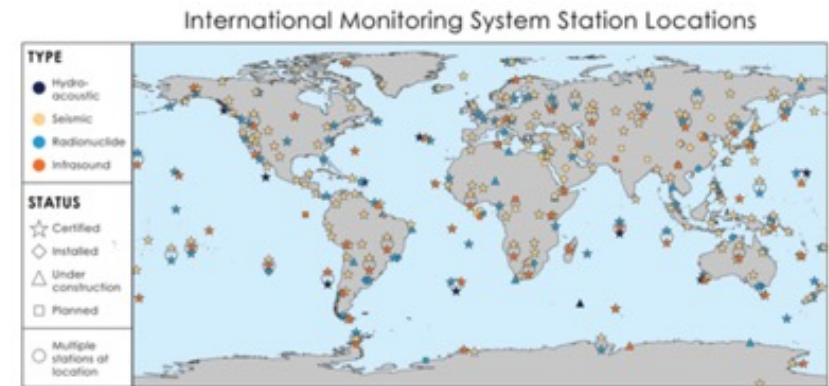 International Monitoring System Station Locations
TYPE
Hydro-
acoustic
Seismic
Radionuclide
Infrasound
STATUS
Certified
Installed
Under
construction
Planned
Multiple
stations at
location